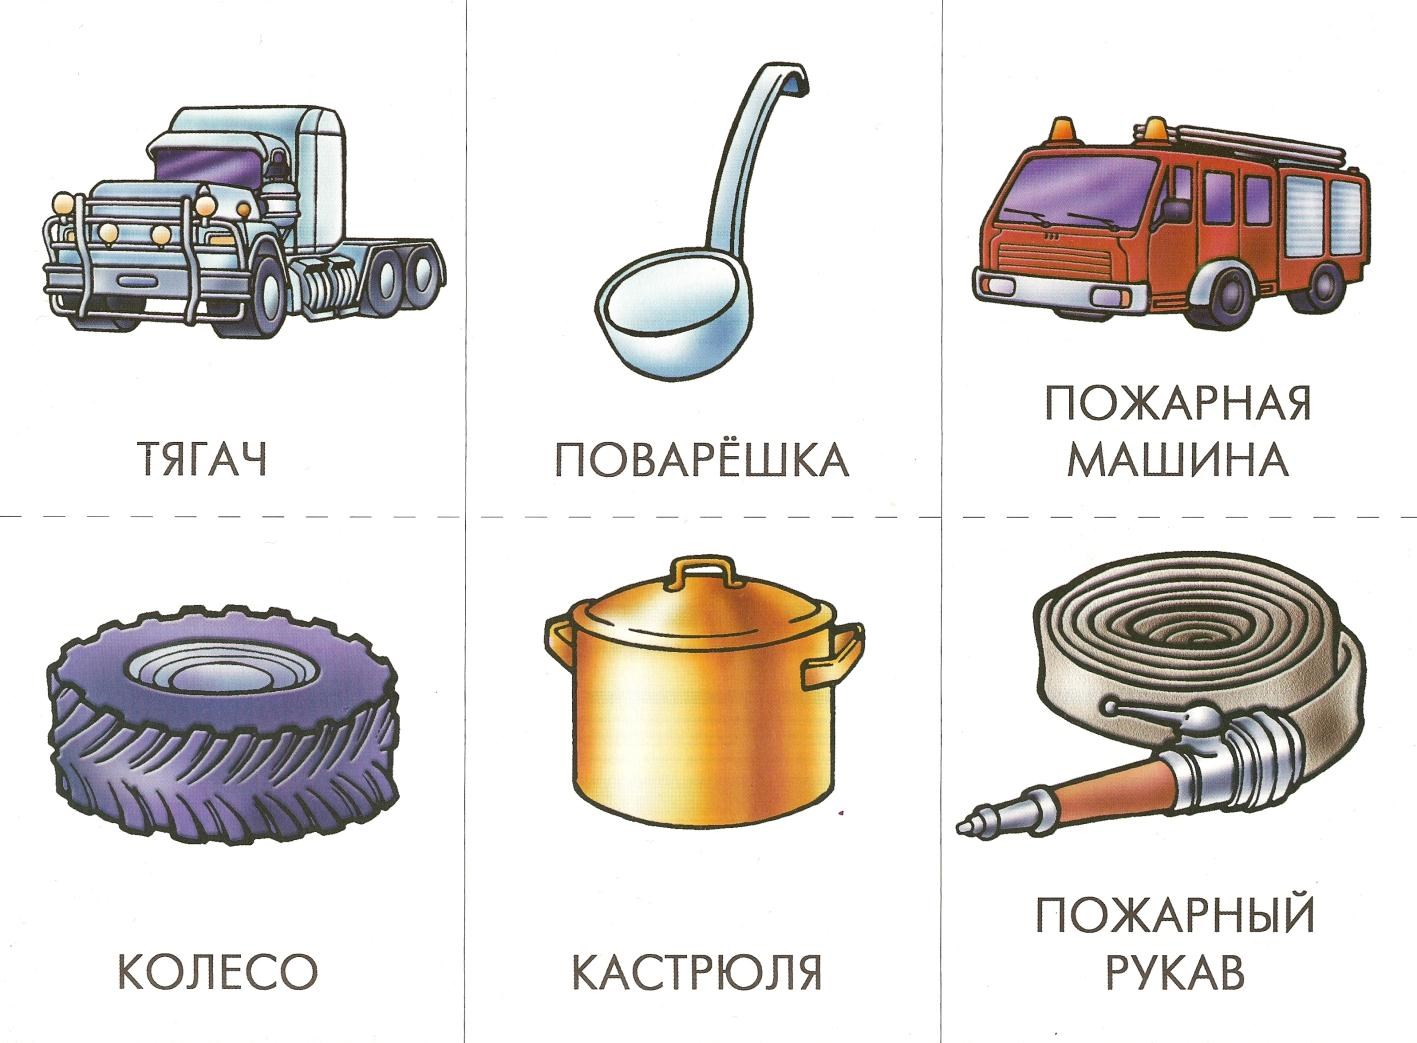 ТЯГАЧ
ПОВАРЁШКА
ПОЖАРНАЯ
МАШИНА
КОЛЕСО
КАСТРЮЛЯ
ПОЖАРНЫЙ
РУКАВ